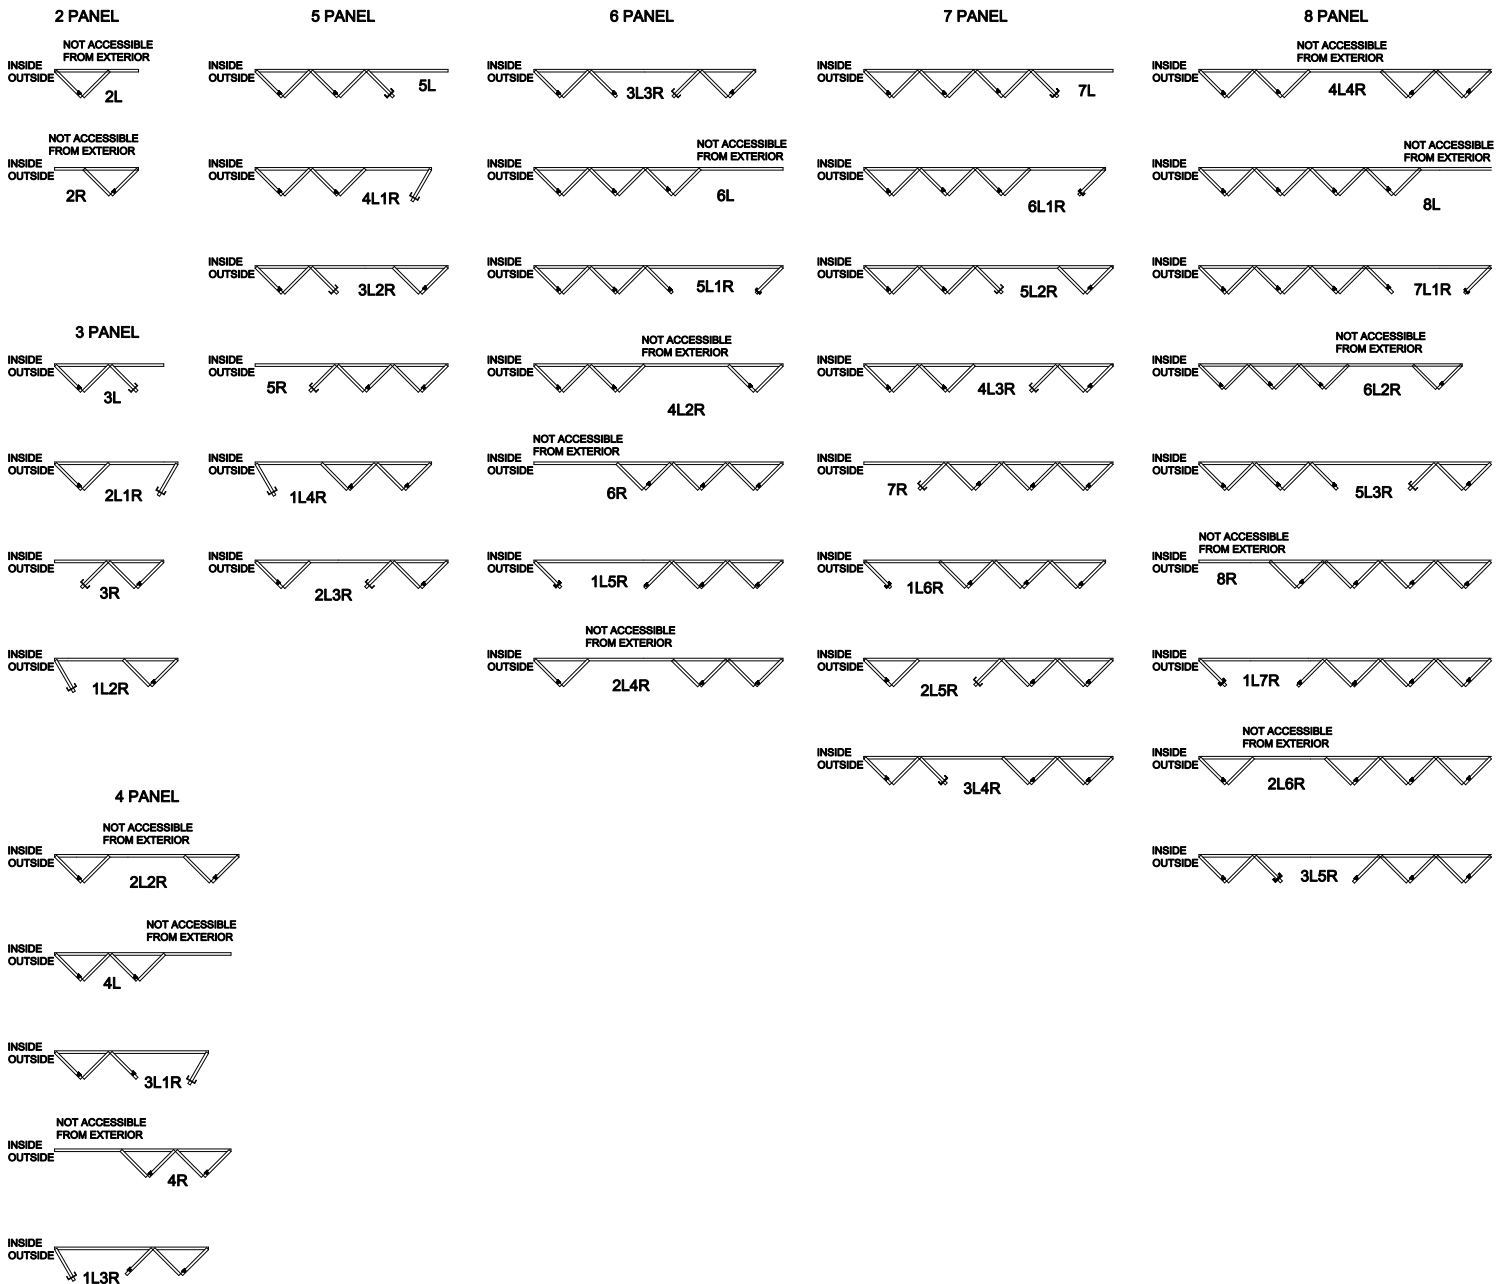 2 PANEL
NOT ACCESSIBLE
FROM EXTERIOR
INSIDE
OUTSIDE
2L
NOT ACCESSIBLE
FROM EXTERIOR
INSIDE
OUTSIDE
2R
3 PANEL
INSIDE
OUTSIDE
3L
INSIDE
OUTSIDE
2L1R
INSIDE
OUTSIDE
3R
INSIDE
OUTSIDE
1L2R
4 PANEL
NOT ACCESSIBLE
FROM EXTERIOR
INSIDE
OUTSIDE
2L2R
NOT ACCESSIBLE
FROM EXTERIOR
INSIDE
OUTSIDE
4L
INSIDE
OUTSIDE
3L1R
NOT ACCESSIBLE
FROM EXTERIOR
INSIDE
OUTSIDE
4R
INSIDE
OUTSIDE
1L3R
5 PANEL
INSIDE
OUTSIDE
5L
INSIDE
OUTSIDE
4L1R
INSIDE
OUTSIDE
3L2R
INSIDE
OUTSIDE
5R
INSIDE
OUTSIDE
1L4R
INSIDE
OUTSIDE
2L3R
6 PANEL
INSIDE
OUTSIDE
3L3R
NOT ACCESSIBLE
FROM EXTERIOR
INSIDE
OUTSIDE
6L
INSIDE
OUTSIDE
5L1R
NOT ACCESSIBLE
FROM EXTERIOR
INSIDE
OUTSIDE
4L2R
NOT ACCESSIBLE
FROM EXTERIOR
INSIDE
OUTSIDE
6R
INSIDE
OUTSIDE
1L5R
NOT ACCESSIBLE
FROM EXTERIOR
INSIDE
OUTSIDE
2L4R
7 PANEL
INSIDE
OUTSIDE
7L
INSIDE
OUTSIDE
6L1R
INSIDE
OUTSIDE
5L2R
INSIDE
OUTSIDE
4L3R
INSIDE
OUTSIDE
7R
INSIDE
OUTSIDE
1L6R
INSIDE
OUTSIDE
2L5R
INSIDE
OUTSIDE
3L4R
8 PANEL
NOT ACCESSIBLE
FROM EXTERIOR
INSIDE
OUTSIDE
4L4R
NOT ACCESSIBLE
FROM EXTERIOR
INSIDE
OUTSIDE
8L
INSIDE
OUTSIDE
7L1R
NOT ACCESSIBLE
FROM EXTERIOR
INSIDE
OUTSIDE
6L2R
INSIDE
OUTSIDE
5L3R
NOT ACCESSIBLE
FROM EXTERIOR
INSIDE
OUTSIDE
8R
INSIDE
OUTSIDE
1L7R
NOT ACCESSIBLE
FROM EXTERIOR
INSIDE
OUTSIDE
2L6R
INSIDE
OUTSIDE
3L5R